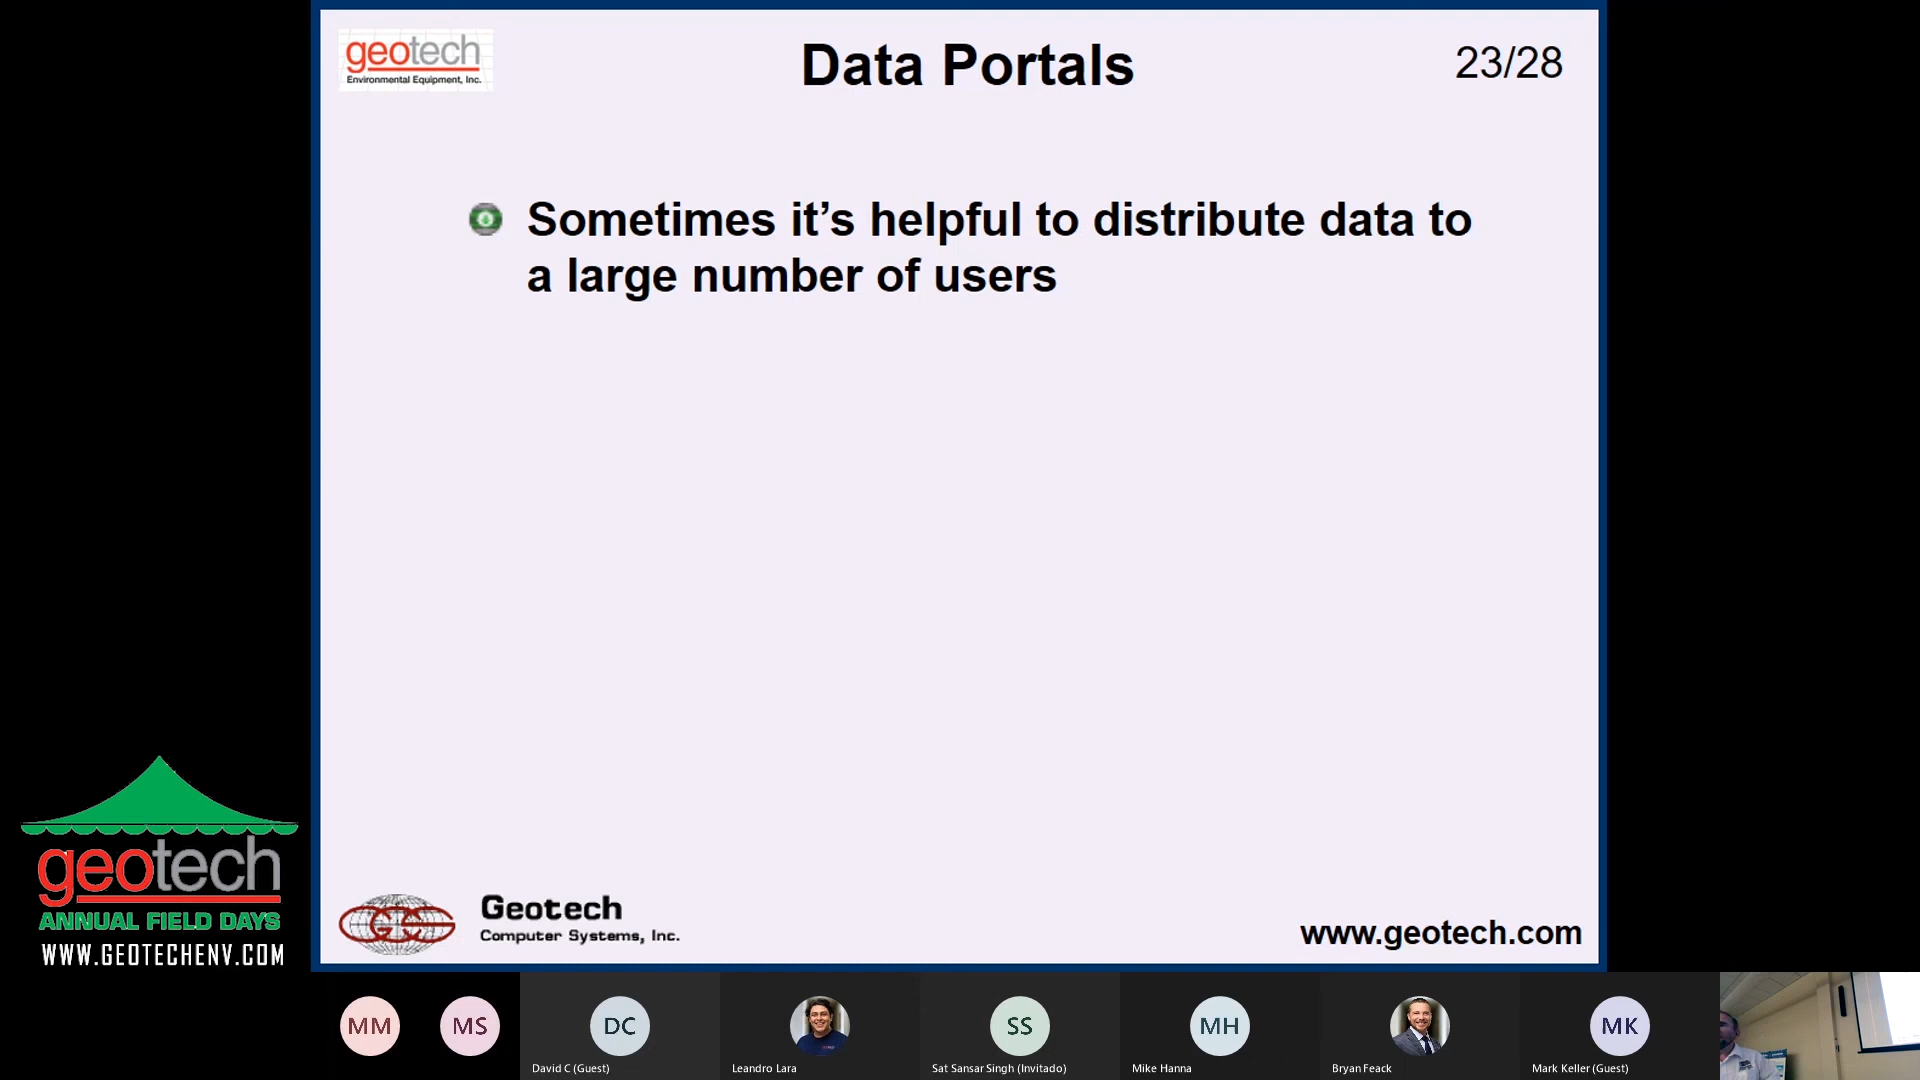 geotech
Environmental Equipment, Inc.
Data Portals
23/28
Sometimes it's helpful to distribute data to
a large number of users
geotech
ANNUAL FIELD DAYS
WWW.GEOTECHENV.COM
GCS
Geotech
Computer Systems, Inc.
www.geotech.com
MM
MS
DC
SS
MH
MK
David C (Guest)
Leandro Lara
Sat Sansar Singh (Invitado)
Mike Hanna
Bryan Feack
Mark Keller (Guest)